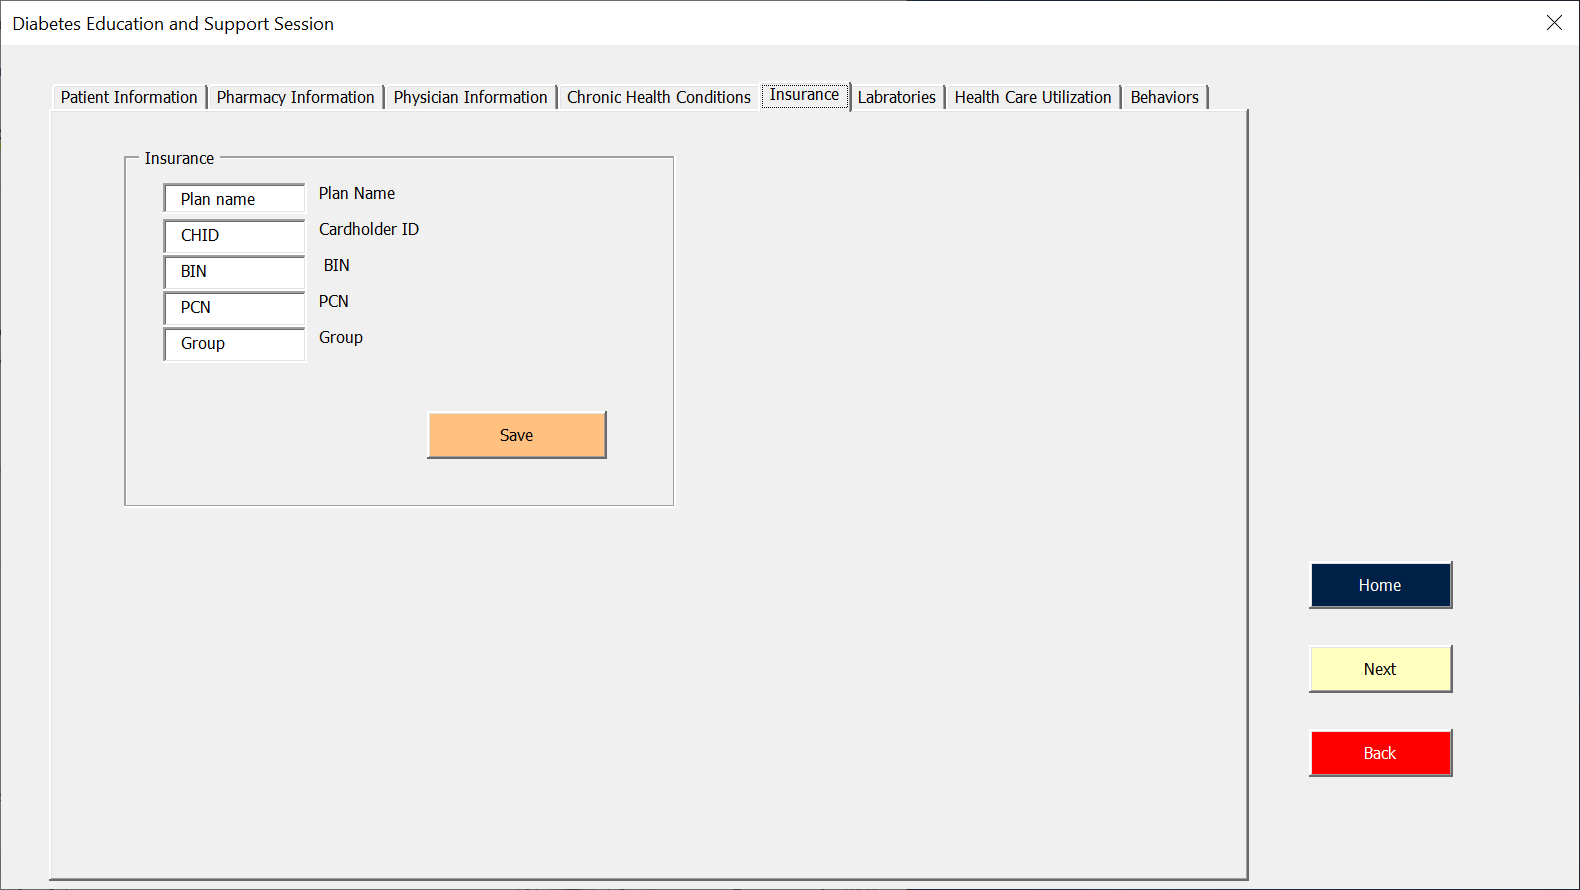 Diabetes Education and Support Session
Patient Information Pharmacy Information Physician Information Chronic Health Conditions Insurance Labratories Health Care Utilization Behaviors
Insurance
Plan name Plan Name
CHID Cardholder ID
BIN BIN
PCN PCN
Group Group
Save
Home
Next
Back